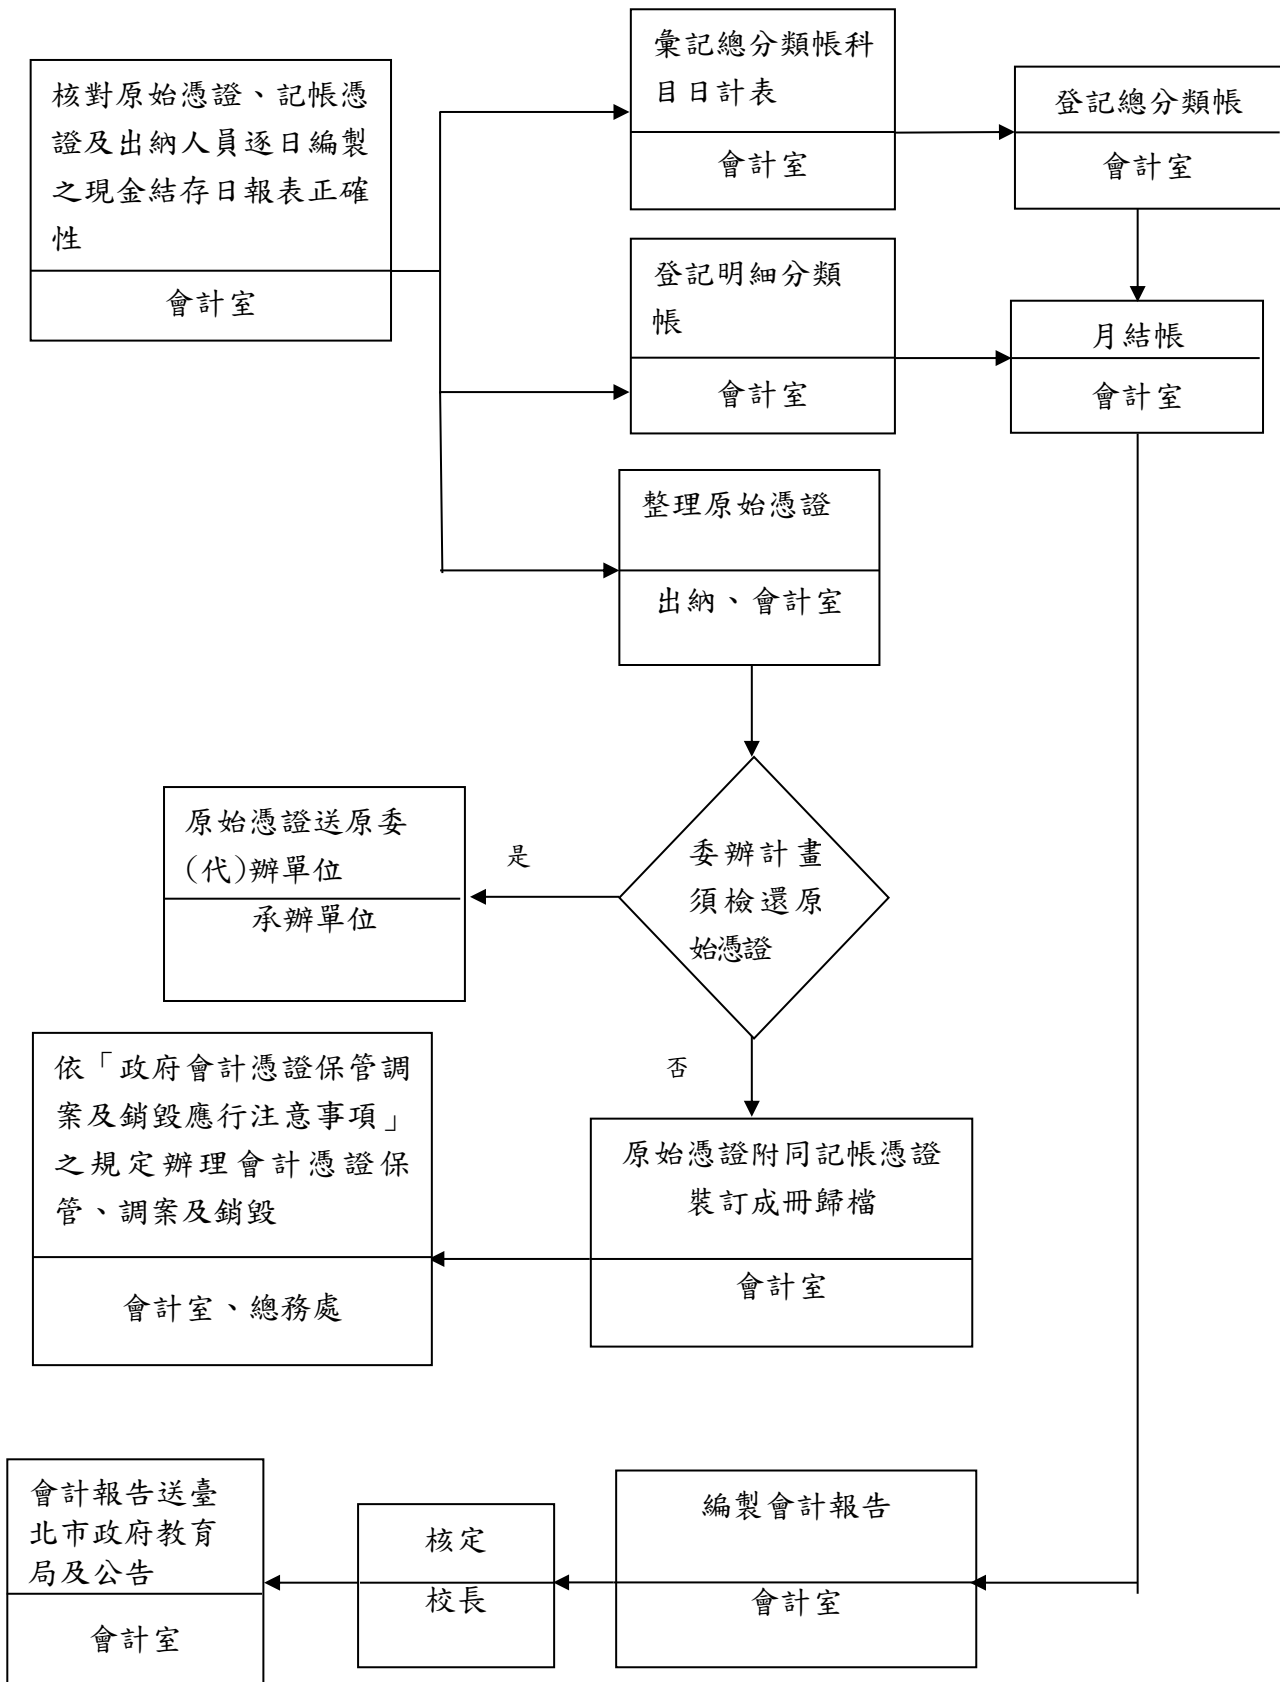 核對原始憑證、記帳憑
證及出納人員逐日編製
之現金結存日報表正確
性
會計室
彙記總分類帳科
目日計表
會計室
登記總分類帳
會計室
登記明細分類
帳
會計室
月結帳
會計室
整理原始憑證
出納、會計室
委辦計畫
須檢還原
始憑證
是
原始憑證送原委
(代)辦單位
承辦單位
否
原始憑證附同記帳憑證
裝訂成冊歸檔
會計室
依「政府會計憑證保管調
案及銷毀應行注意事項」
之規定辦理會計憑證保
管、調案及銷毀
會計室、總務處
編製會計報告
會計室
核定
校長
會計報告送臺
北市政府教育
局及公告
會計室